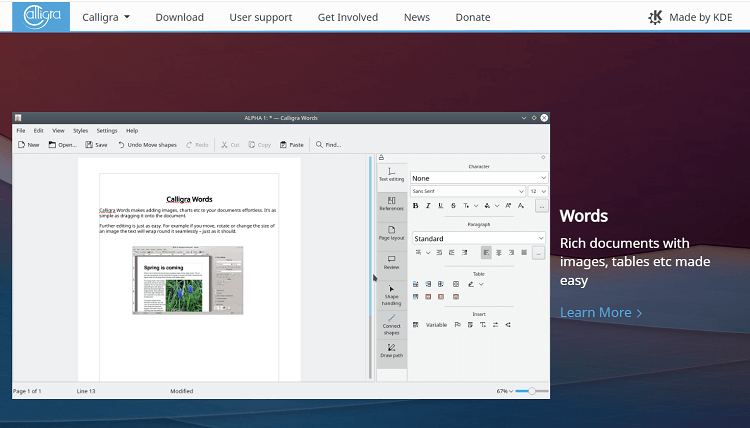 Calligra
Calligra Download User support Get Involved News Donate Made by KDE
ALPHA 1: * — Calligra Words
File Edit View Styles Settings Help
New Open... Save Undo Move shapes Redo Cut Copy Paste Find...
Calligra Words
Calligra Words makes adding images, charts etc to your documents effortless. It's as
simple as dragging it onto the document.
Further editing is just as easy. For example if you move, rotate or change the size of
an image the text will wrap round it seamlessly – just as it should.
Spring is coming
Text editing
References
Page layout
Review
Shape
handling
Connect
shapes
Draw path
Character
None
Sans Serif 12
B I U S
...
Paragraph
Standard
...
Table
Insert
Variable
Page 1 of 1 Line 13 Modified 67%
Words
Rich documents with
images, tables etc made
easy
Learn More